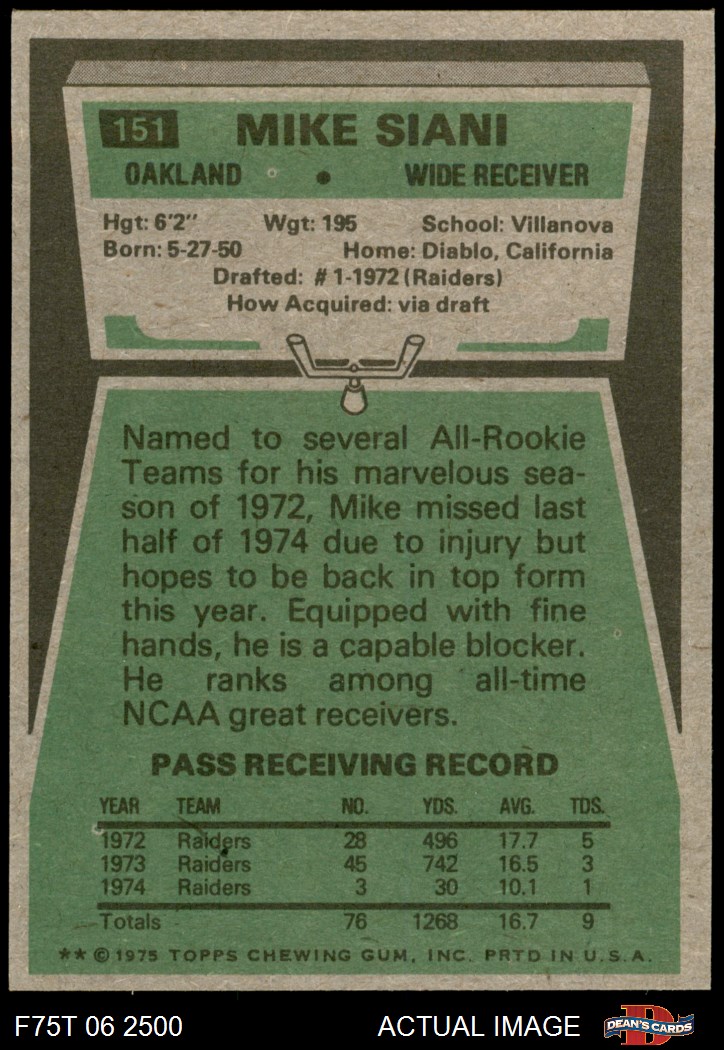 151 MIKE SIANI
OAKLAND • WIDE RECEIVER
Hgt: 6'2" Wgt: 195 School: Villanova
Born: 5-27-50 Home: Diablo, California
Drafted: #1-1972 (Raiders)
How Acquired: via draft
Named to several All-Rookie
Teams for his marvelous sea-
son of 1972, Mike missed last
half of 1974 due to injury but
hopes to be back in top form
this year. Equipped with fine
hands, he is a capable blocker.
He ranks among all-time
NCAA great receivers.
PASS RECEIVING RECORD
YEAR TEAM NO. YDS. AVG. TDS.
1972 Raiders 28 496 17.7 5
1973 Raiders 45 742 16.5 3
1974 Raiders 3 30 10.1 1
Totals 76 1268 16.7 9
** © 1975 TOPPS CHEWING GUM, INC. PRTD IN U.S.A.
F75T 06 2500 ACTUAL IMAGE D DEAN'S CARDS